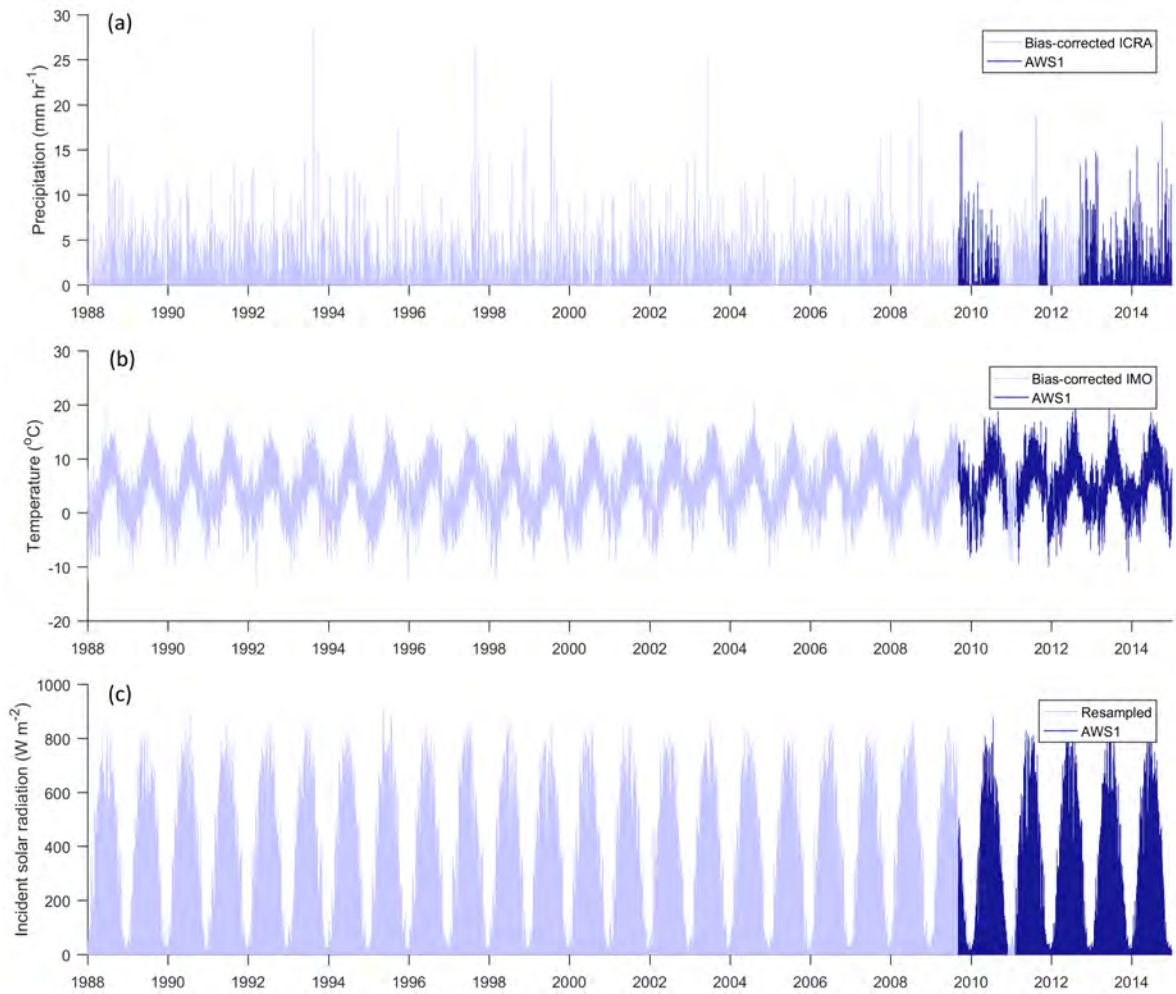 (a)
Bias-corrected ICRA
AWS1
Precipitation (mm hr-1)
30
25
20
15
10
5
0
1988 1990 1992 1994 1996 1998 2000 2002 2004 2006 2008 2010 2012 2014
(b)
Bias-corrected IMO
AWS1
Temperature (oC)
30
20
10
0
-10
-20
1988 1990 1992 1994 1996 1998 2000 2002 2004 2006 2008 2010 2012 2014
(c)
Resampled
AWS1
Incident solar radiation (W m-2)
1000
800
600
400
200
0
1988 1990 1992 1994 1996 1998 2000 2002 2004 2006 2008 2010 2012 2014